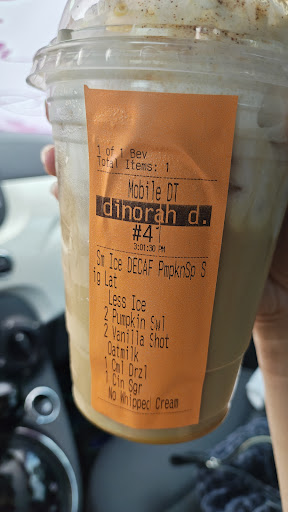 1 of 1 Bev
Total Items: 1
Mobile DT
dinorah d.
#41
3:01:30 PM
Sm Ice DECAF PmpknSp S
ig Lat
Less Ice
2 Pumpkin Swl
2 Vanilla Shot
Oatmilk
1 Cml Drzl
1 Cin Sgr
No Whipped Cream